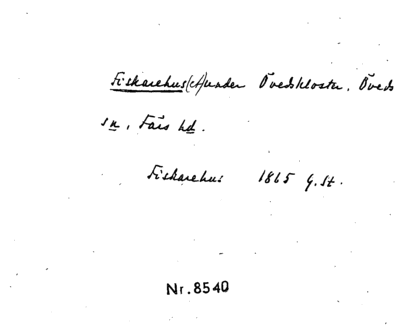 Fiskarehus(et) under Övedskloster. Öveds
sn, Färs hd.
Fiskarehus 1865 G.St.
Nr. 8540